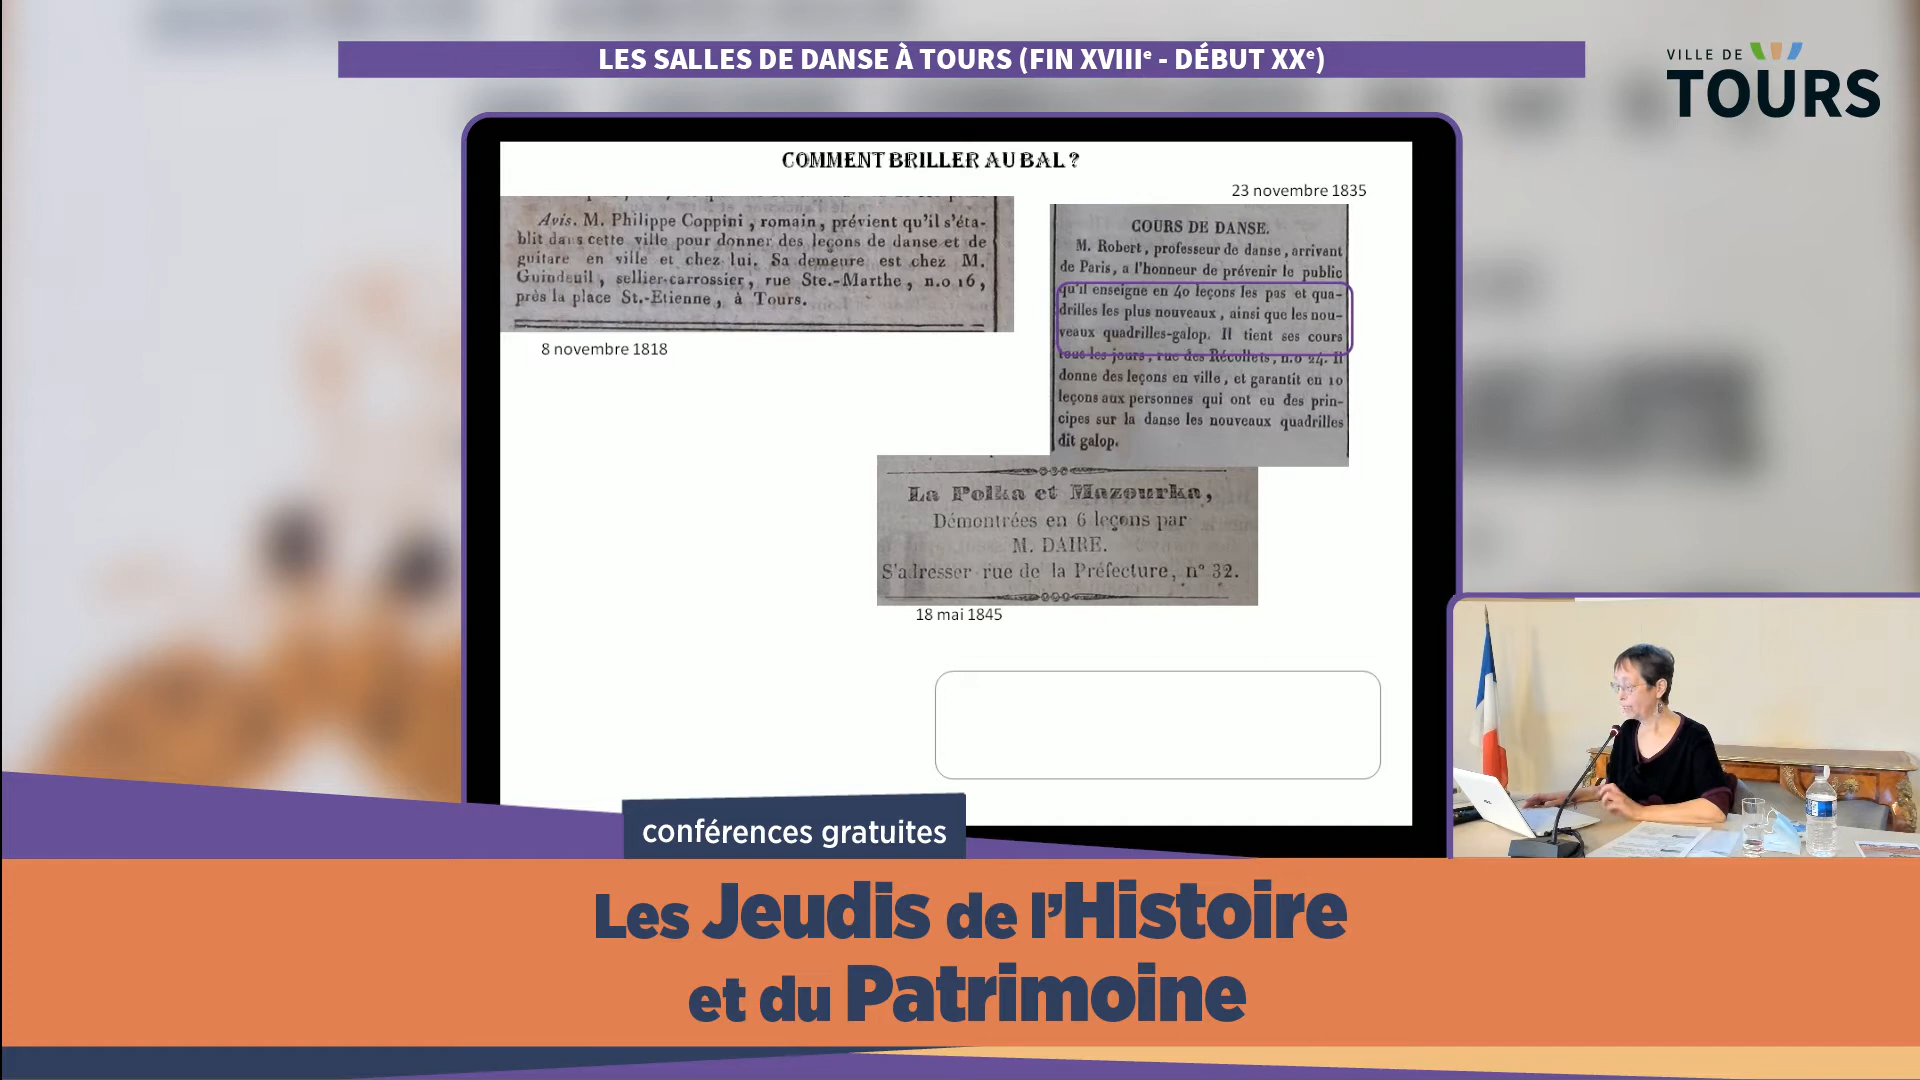 LES SALLES DE DANSE À TOURS (FIN XVIIIe - DÉBUT XXe)
VILLE DE
TOURS
COMMENT BRILLER AU BAL ?
Avis. M. Philippe Coppini, romain, prévient qu'il s'éta-
blit dans cette ville pour donner des leçons de danse et de
guitare en ville et chez lui. Sa demeure est chez M.
Guindeuil, sellier-carrossier, rue Ste.-Marthe, n.o 16,
près la place St.-Etienne, à Tours.
8 novembre 1818
23 novembre 1835
COURS DE DANSE.
M. Robert, professeur de danse, arrivant
de Paris, a l'honneur de prévenir le public
qu'il enseigne en 40 leçons les pas et qua-
drilles les plus nouveaux, ainsi que les nou-
veaux quadrilles-galop. Il tient ses cours
tous les jours, rue des Récollets, n.o 24. Il
donne des leçons en ville, et garantit en 10
leçons aux personnes qui ont eu des prin-
cipes sur la danse les nouveaux quadrilles
dit galop.
La Polka et Mazourka,
Démontrées en 6 leçons par
M. DAIRE.
S'adresser rue de la Préfecture, n° 32.
18 mai 1845
conférences gratuites
Les Jeudis de l'Histoire
et du Patrimoine